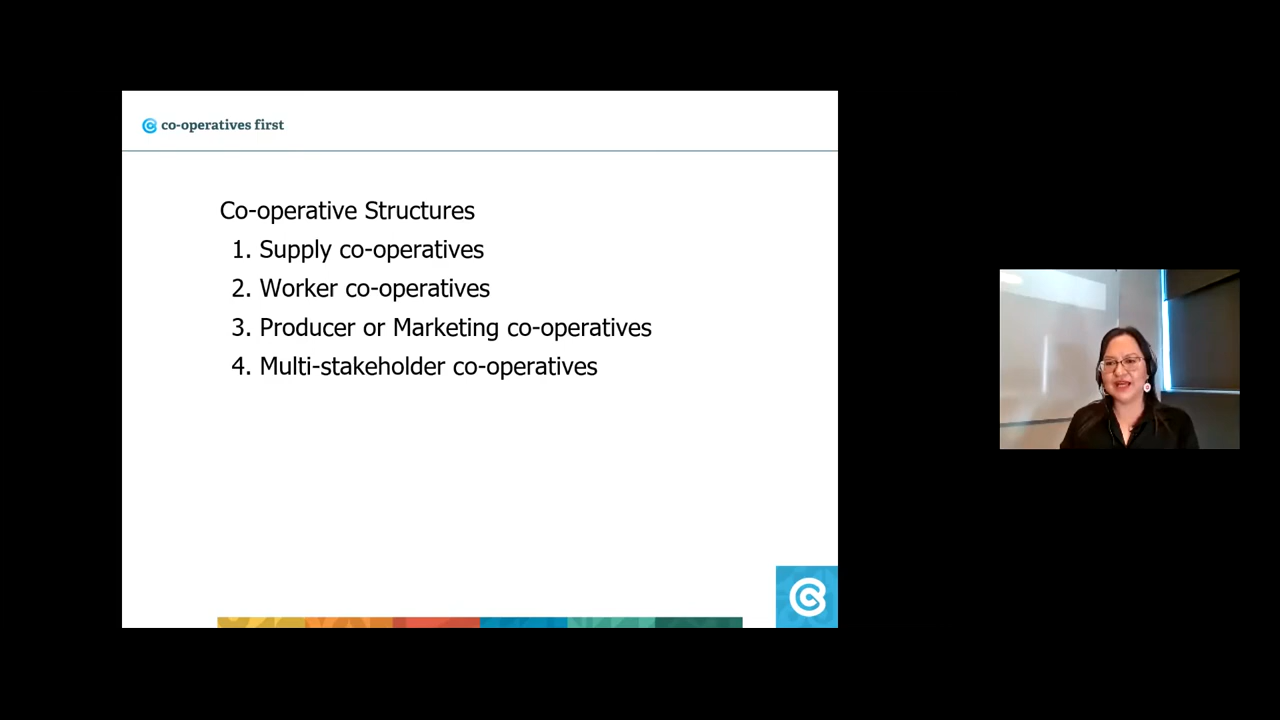 co-operatives first
Co-operative Structures
1. Supply co-operatives
2. Worker co-operatives
3. Producer or Marketing co-operatives
4. Multi-stakeholder co-operatives